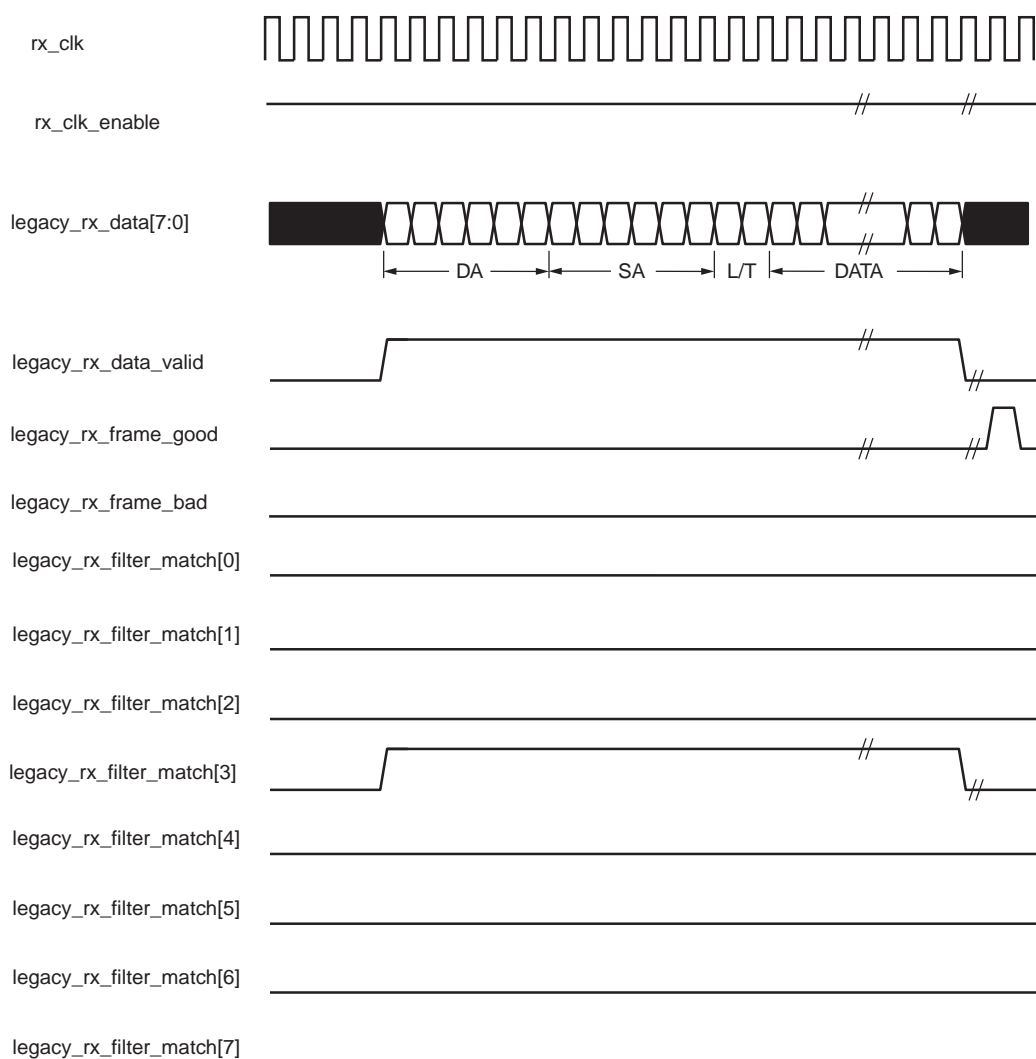 rx_clk
rx_clk_enable
legacy_rx_data[7:0]
DA SA L/T DATA
legacy_rx_data_valid
legacy_rx_frame_good
legacy_rx_frame_bad
legacy_rx_filter_match[0]
legacy_rx_filter_match[1]
legacy_rx_filter_match[2]
legacy_rx_filter_match[3]
legacy_rx_filter_match[4]
legacy_rx_filter_match[5]
legacy_rx_filter_match[6]
legacy_rx_filter_match[7]